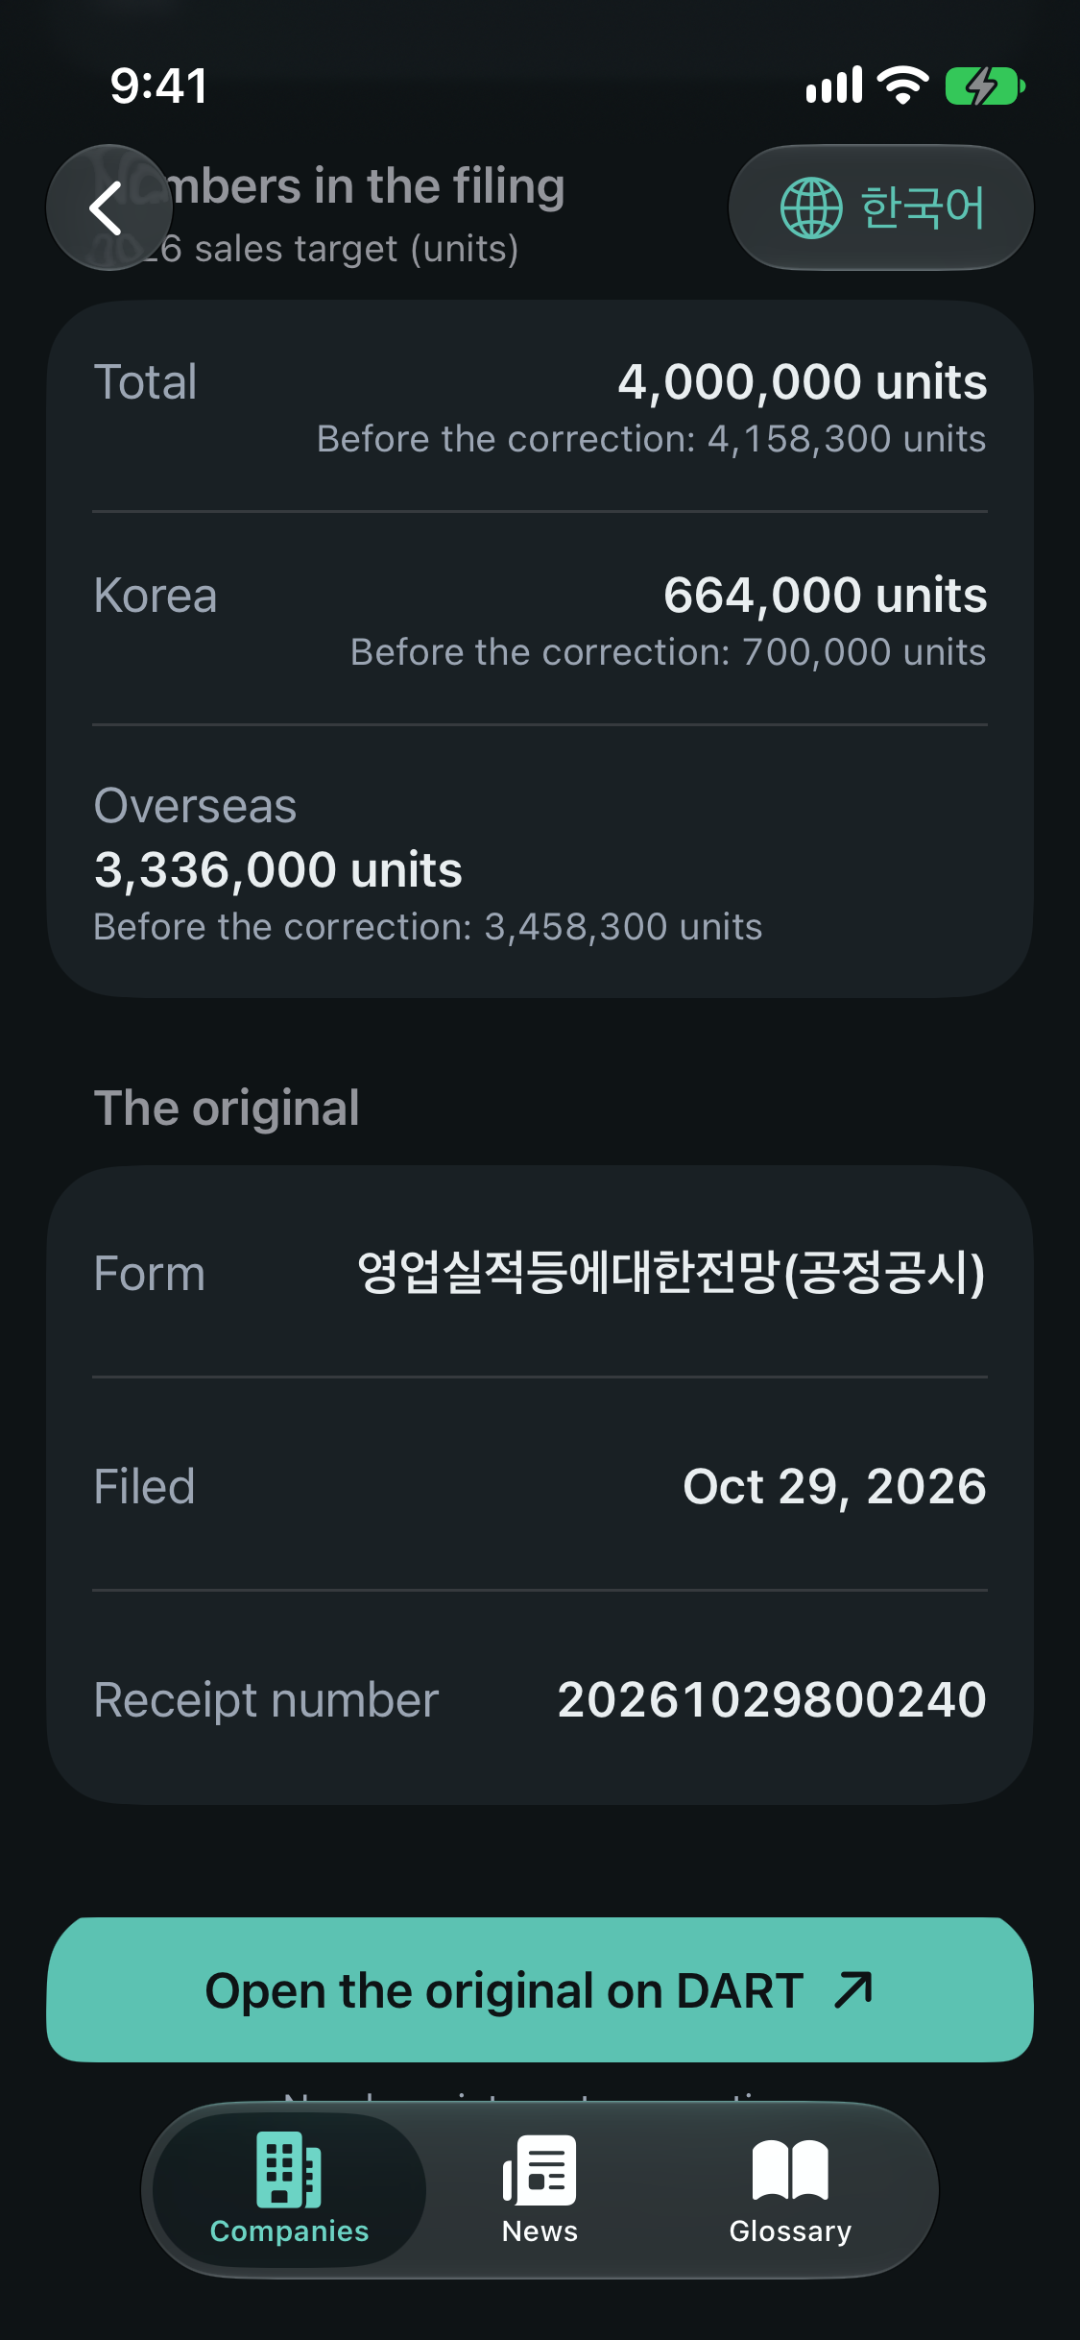 9:41
mbers in the filing
한국어
26 sales target (units)
Total
4,000,000 units
Before the correction: 4,158,300 units
Korea
664,000 units
Before the correction: 700,000 units
Overseas
3,336,000 units
Before the correction: 3,458,300 units
The original
Form
영업실적등에대한전망(공정공시)
Filed
Oct 29, 2026
Receipt number
20261029800240
Open the original on DART
Companies
News
Glossary